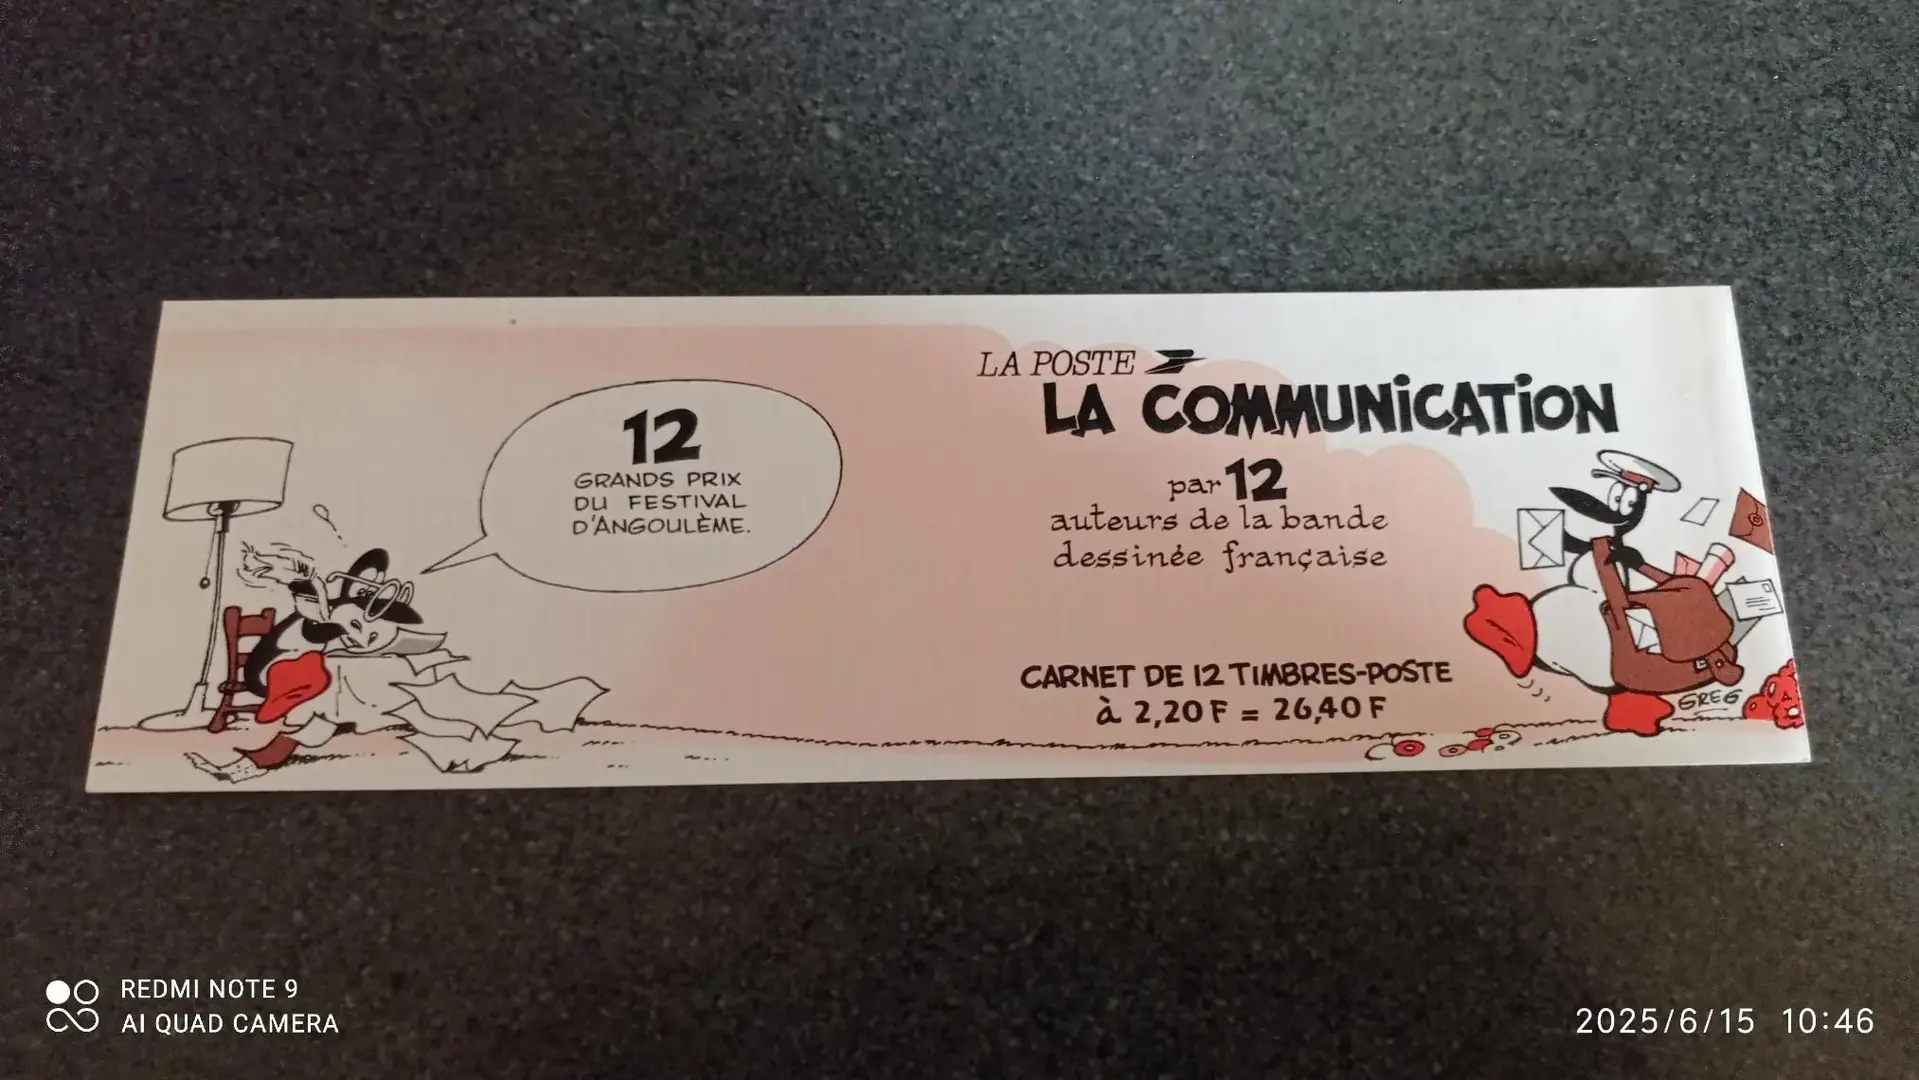 12
GRANDS PRIX
DU FESTIVAL
D'ANGOULÈME.
LA POSTE
LA COMMUNICATiON
par 12
auteurs de la bande
dessinée française
CARNET DE 12 TIMBRES-POSTE
à 2,20 F = 26,40 F
GREG
REDMI NOTE 9
AI QUAD CAMERA
2025/6/15 10:46